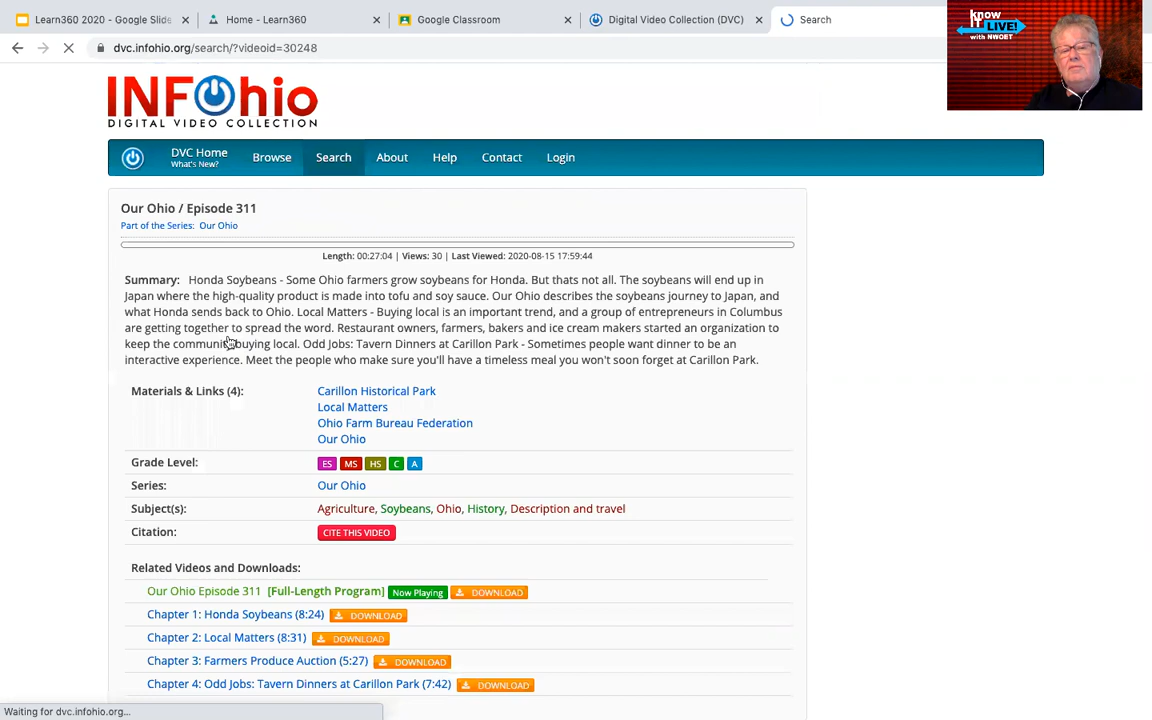 Learn360 2020 - Google Slide
Home - Learn360
Google Classroom
Digital Video Collection (DVC)
Search
dvc.infohio.org/search/?videoid=30248
know
IT LIVE!
with NWOET
INFOhio
DIGITAL VIDEO COLLECTION
DVC Home
What's New?
Browse
Search
About
Help
Contact
Login
Our Ohio / Episode 311
Part of the Series: Our Ohio
Length: 00:27:04 | Views: 30 | Last Viewed: 2020-08-15 17:59:44
Summary: Honda Soybeans - Some Ohio farmers grow soybeans for Honda. But thats not all. The soybeans will end up in
Japan where the high-quality product is made into tofu and soy sauce. Our Ohio describes the soybeans journey to Japan, and
what Honda sends back to Ohio. Local Matters - Buying local is an important trend, and a group of entrepreneurs in Columbus
are getting together to spread the word. Restaurant owners, farmers, bakers and ice cream makers started an organization to
keep the community buying local. Odd Jobs: Tavern Dinners at Carillon Park - Sometimes people want dinner to be an
interactive experience. Meet the people who make sure you'll have a timeless meal you won't soon forget at Carillon Park.
Materials & Links (4):
Carillon Historical Park
Local Matters
Ohio Farm Bureau Federation
Our Ohio
Grade Level:
ES MS HS C A
Series:
Our Ohio
Subject(s):
Agriculture, Soybeans, Ohio, History, Description and travel
Citation:
CITE THIS VIDEO
Related Videos and Downloads:
Our Ohio Episode 311 [Full-Length Program] Now Playing DOWNLOAD
Chapter 1: Honda Soybeans (8:24) DOWNLOAD
Chapter 2: Local Matters (8:31) DOWNLOAD
Chapter 3: Farmers Produce Auction (5:27) DOWNLOAD
Chapter 4: Odd Jobs: Tavern Dinners at Carillon Park (7:42) DOWNLOAD
Waiting for dvc.infohio.org...